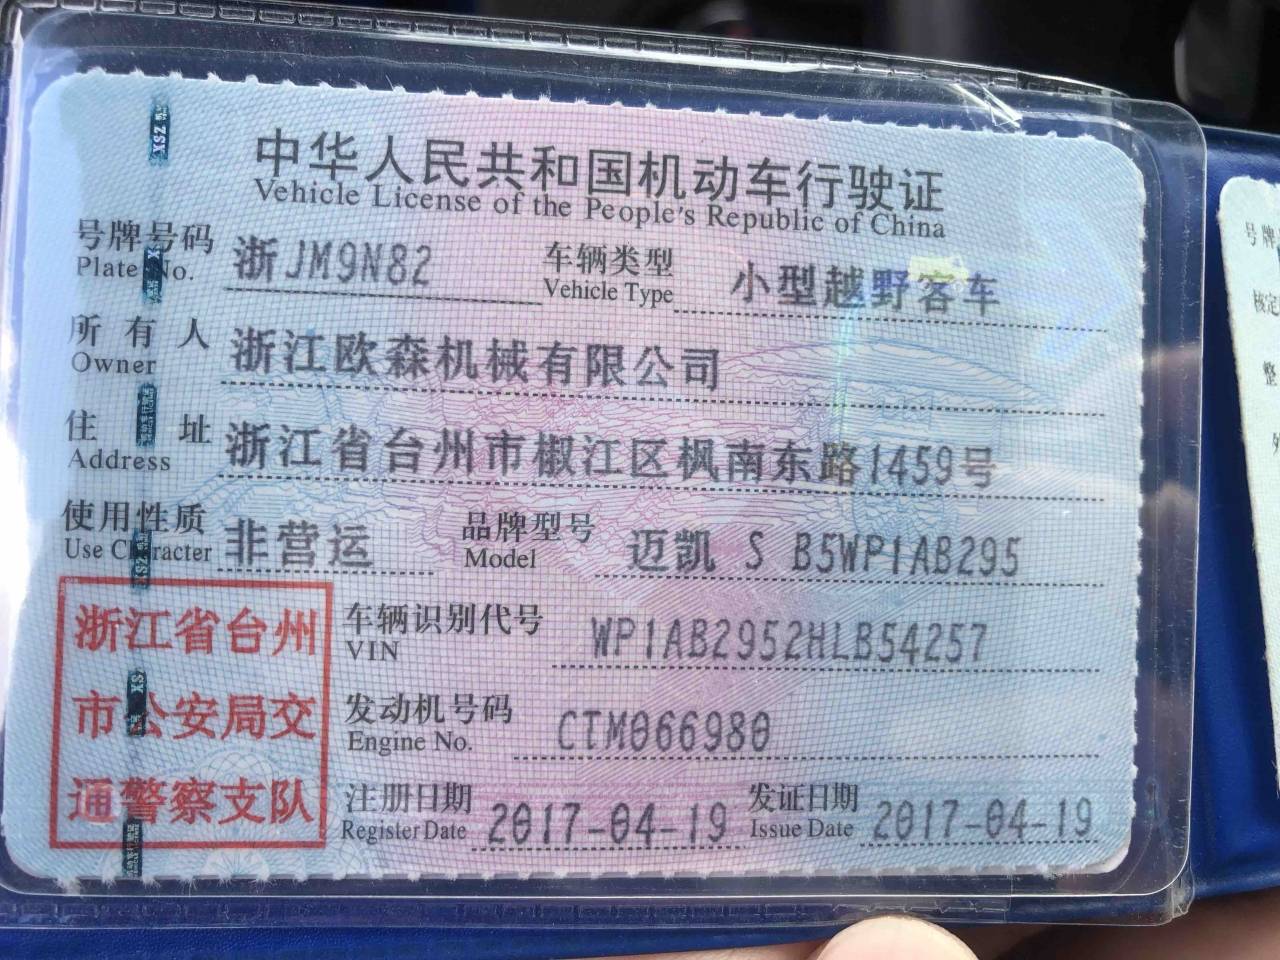 中华人民共和国机动车行驶证
Vehicle License of the People's Republic of China
号牌号码 浙JM9N82 车辆类型 小型越野客车
Plate No. Vehicle Type
所有人 浙江欧森机械有限公司
Owner
住址 浙江省台州市椒江区枫南东路1459号
Address
使用性质 非营运 品牌型号 迈凯 S B5WP1AB295
Use Character Model
浙江省台州
市公安局交
通警察支队
车辆识别代号 WP1AB2952HLB54257
VIN
发动机号码 CTM066980
Engine No.
注册日期 2017-04-19 发证日期 2017-04-19
Register Date Issue Date
号牌
核定
整